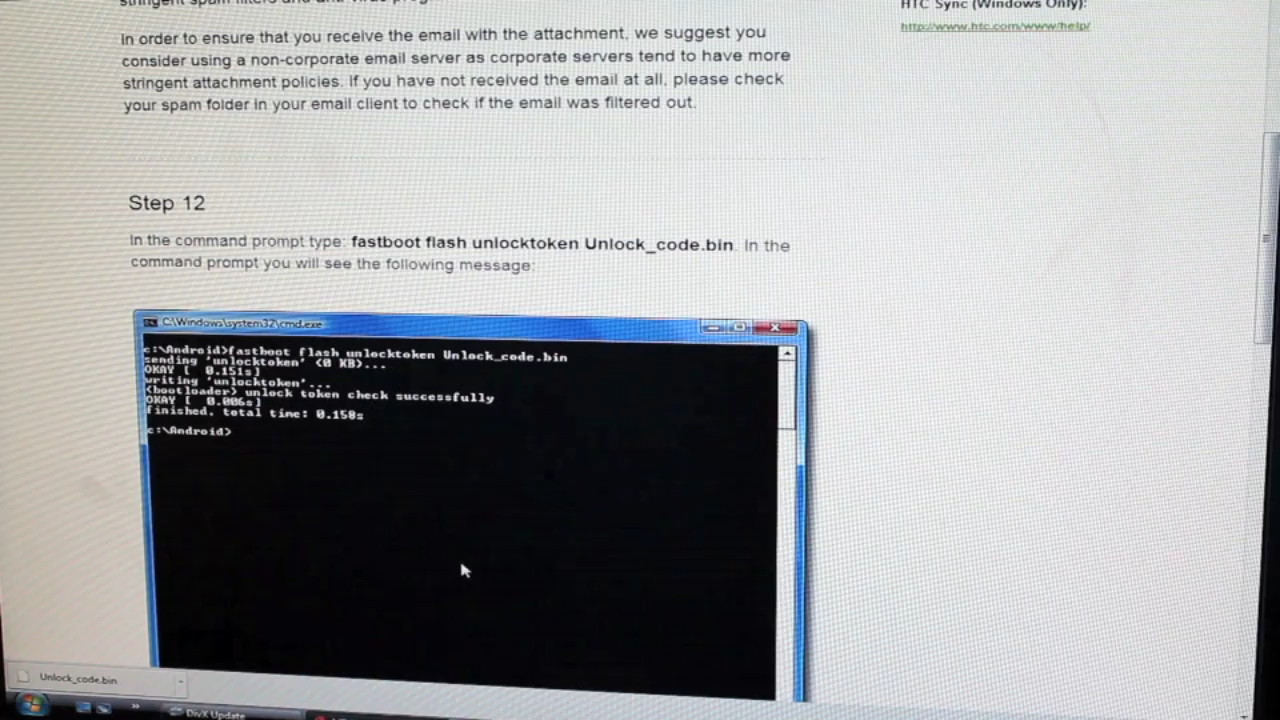 stringent spam filters and anti-virus
HTC Sync (Windows Only):
http://www.htc.com/www/help/
In order to ensure that you receive the email with the attachment, we suggest you
consider using a non-corporate email server as corporate servers tend to have more
stringent attachment policies. If you have not received the email at all, please check
your spam folder in your email client to check if the email was filtered out.
Step 12
In the command prompt type: fastboot flash unlocktoken Unlock_code.bin. In the
command prompt you will see the following message:
C:\Windows\system32\cmd.exe
c:\Android>fastboot flash unlocktoken Unlock_code.bin
sending 'unlocktoken' (0 KB)...
OKAY [  0.151s]
writing 'unlocktoken'...
(bootloader) unlock token check successfully
OKAY [  0.006s]
finished. total time: 0.158s
c:\Android>
Unlock_code.bin
DivX Update